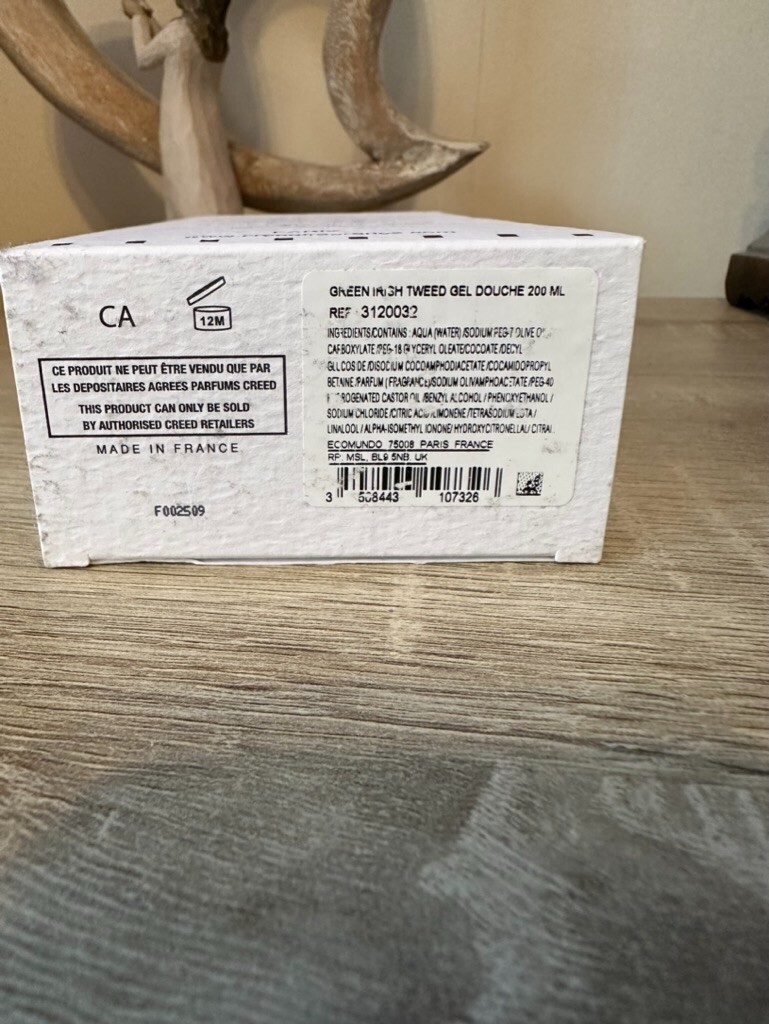 CA
12M
CE PRODUIT NE PEUT ÊTRE VENDU QUE PAR
LES DEPOSITAIRES AGREES PARFUMS CREED
THIS PRODUCT CAN ONLY BE SOLD
BY AUTHORISED CREED RETAILERS
MADE IN FRANCE
F002509
GREEN IRISH TWEED GEL DOUCHE 200 ML
REF 3120032
INGREDIENTS/CONTAINS: AQUA (WATER)/SODIUM PEG-7 OLIVE
CARBOXYLATE/PEG-18 GLYCERYL OLEATE/COCOATE/DECYL
GLUCOSIDE/DISODIUM COCOAMPHODIACETATE/COCAMIDOPROPYL
BETAINE/PARFUM (FRAGRANCE)/SODIUM OLIVAMPHOACETATE/PEG-40
HYDROGENATED CASTOR OIL/BENZYL ALCOHOL/PHENOXYETHANOL/
SODIUM CHLORIDE/CITRIC ACID/LIMONENE/TETRASODIUM EDTA/
LINALOOL/ALPHA-ISOMETHYL IONONE/HYDROXYCITRONELLAL/CITRAL
ECOMUNDO 75008 PARIS FRANCE
RP. MSL, BL9 5NB. UK
3 508443 107326